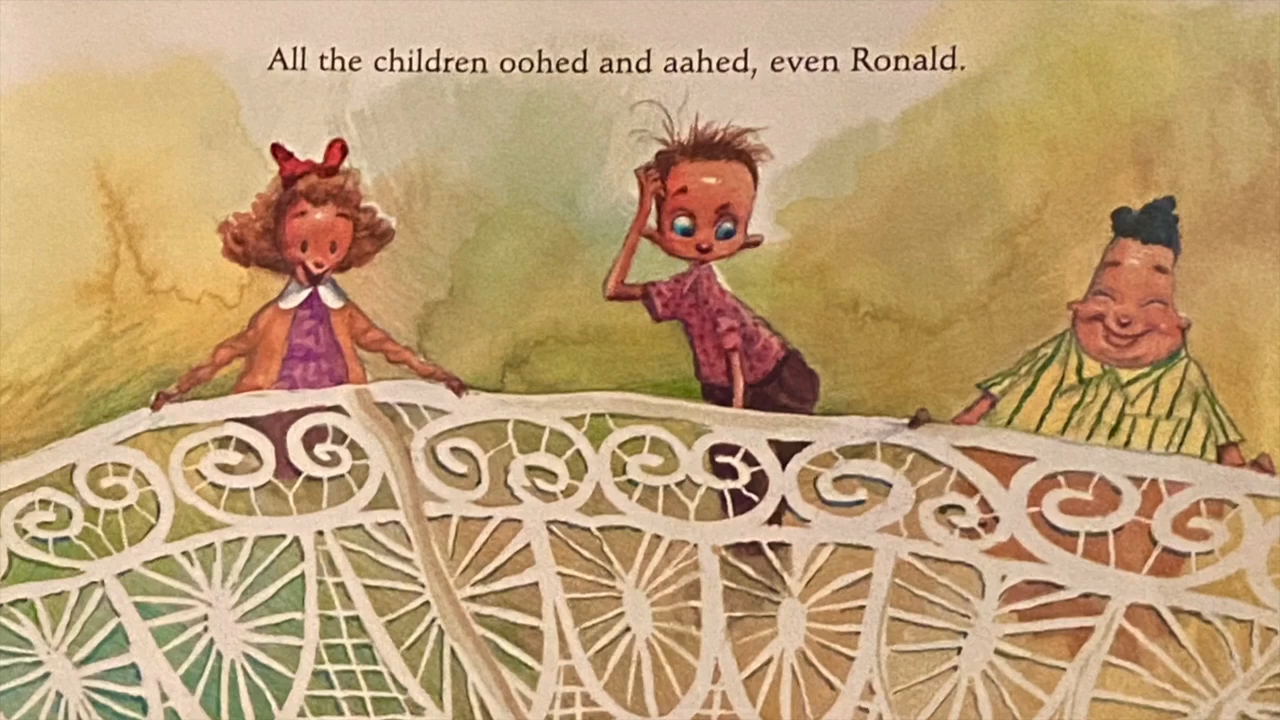 All the children oohed and aahed, even Ronald.